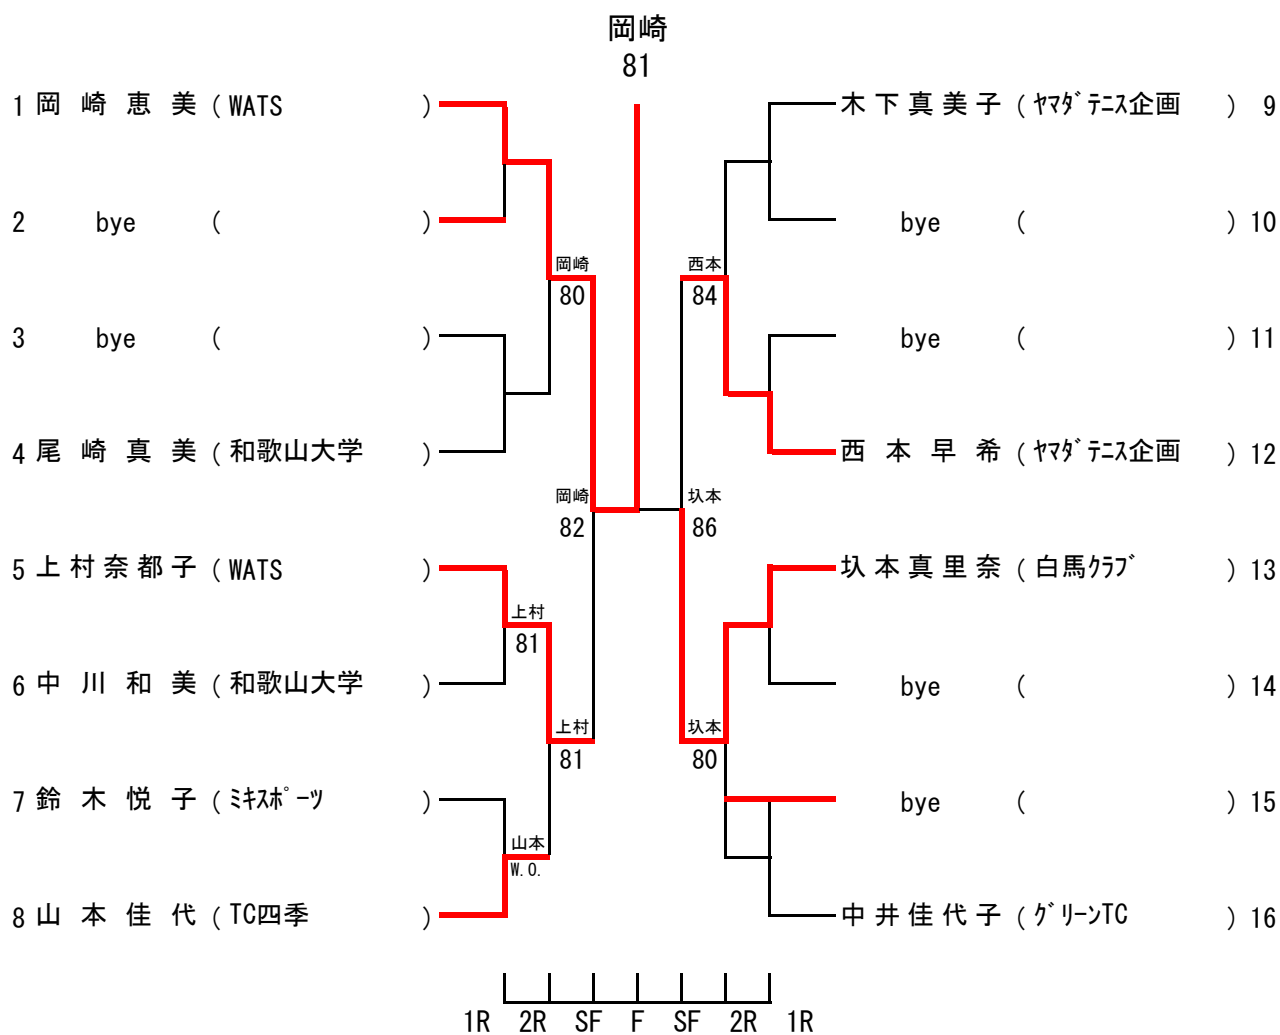 岡崎
81
1 岡崎恵美 (WATS)
2 bye ( )
3 bye ( )
4 尾崎真美 (和歌山大学)
5 上村奈都子 (WATS)
6 中川和美 (和歌山大学)
7 鈴木悦子 (ミキスポーツ)
8 山本佳代 (TC四季)
岡崎
80
岡崎
82
上村
81
上村
81
山本
W.O.
西本
84
圦本
86
圦本
80
木下真美子 (ヤマダテニス企画) 9
bye ( ) 10
bye ( ) 11
西本早希 (ヤマダテニス企画) 12
圦本真里奈 (白馬クラブ) 13
bye ( ) 14
bye ( ) 15
中井佳代子 (グリーンTC) 16
1R 2R SF F SF 2R 1R